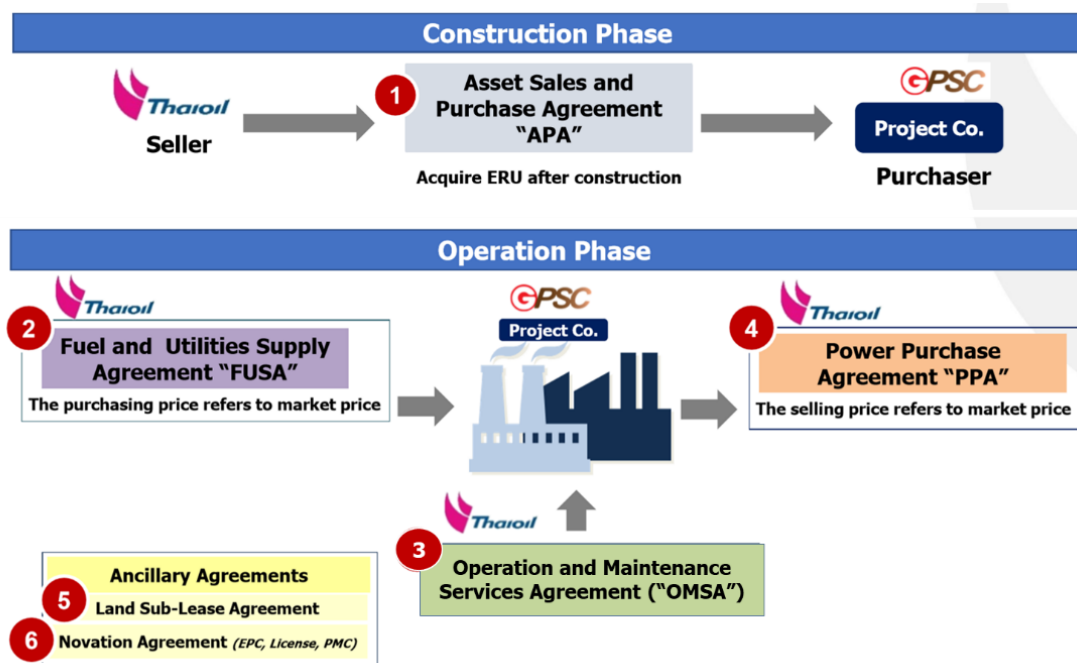 Construction Phase
Thaioil
Seller
1
Asset Sales and
Purchase Agreement
“APA”
Acquire ERU after construction
GPSC
Project Co.
Purchaser
Operation Phase
Thaioil
2
Fuel and Utilities Supply
Agreement “FUSA”
The purchasing price refers to market price
GPSC
Project Co.
Thaioil
4
Power Purchase
Agreement “PPA”
The selling price refers to market price
Thaioil
3
Operation and Maintenance
Services Agreement (“OMSA”)
Ancillary Agreements
5
Land Sub-Lease Agreement
6
Novation Agreement (EPC, License, PMC)